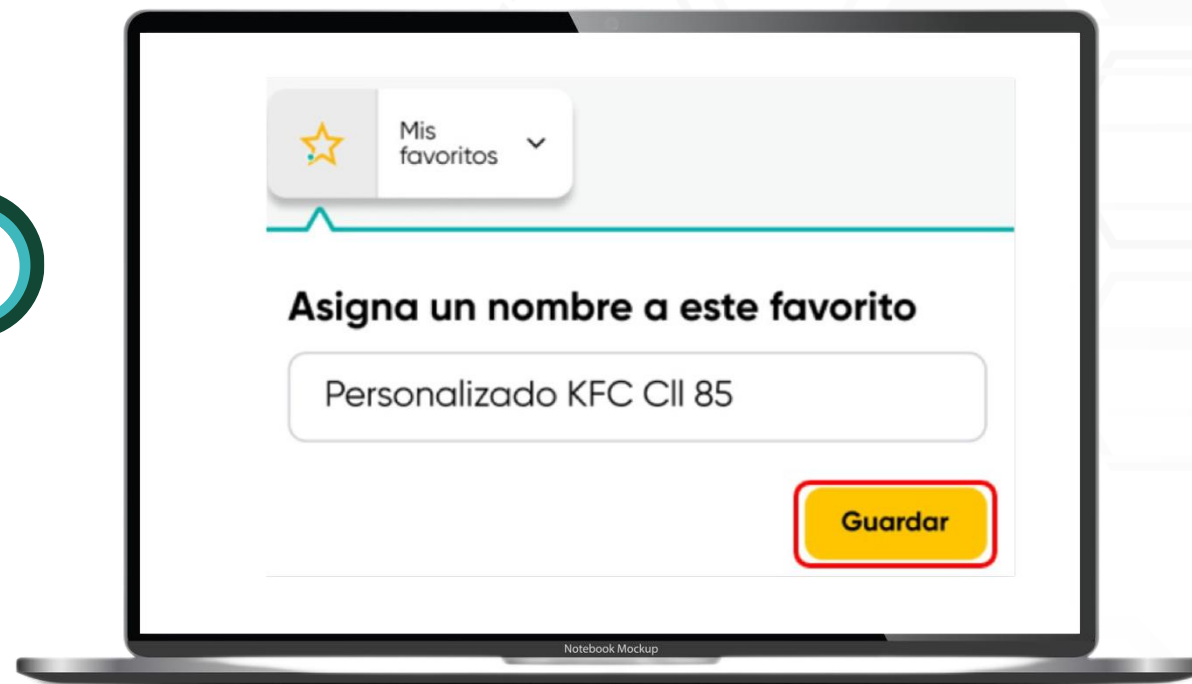 Mis
favoritos
Asigna un nombre a este favorito
Personalizado KFC Cll 85
Guardar
Notebook Mockup